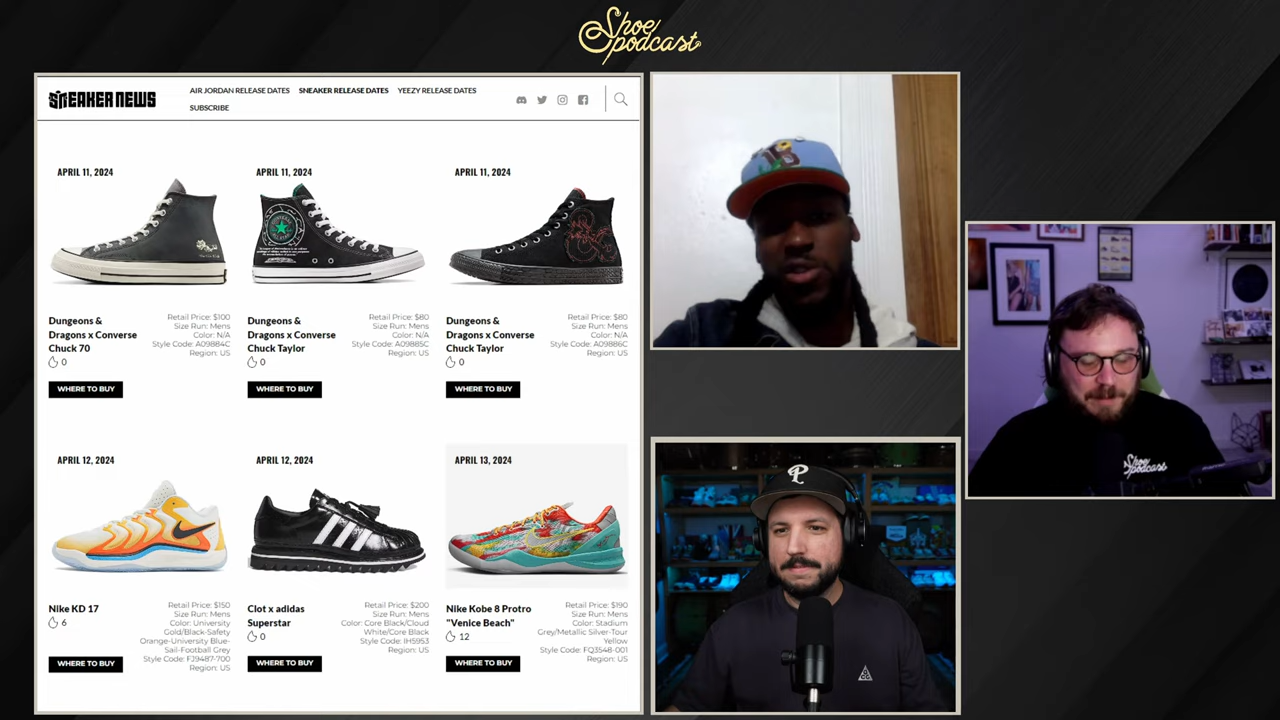 Shoe
podcast
SNEAKER NEWS
AIR JORDAN RELEASE DATES SNEAKER RELEASE DATES YEEZY RELEASE DATES
SUBSCRIBE
APRIL 11, 2024
Dungeons &
Dragons x Converse
Chuck 70
0
Retail Price: $100
Size Run: Mens
Color: N/A
Style Code: A09884C
Region: US
WHERE TO BUY
APRIL 11, 2024
Dungeons &
Dragons x Converse
Chuck Taylor
0
Retail Price: $80
Size Run: Mens
Color: N/A
Style Code: A09885C
Region: US
WHERE TO BUY
APRIL 11, 2024
Dungeons &
Dragons x Converse
Chuck Taylor
0
Retail Price: $80
Size Run: Mens
Color: N/A
Style Code: A09886C
Region: US
WHERE TO BUY
APRIL 12, 2024
Nike KD 17
6
Retail Price: $150
Size Run: Mens
Color: University
Gold/Black-Safety
Orange-University Blue-
Sail-Football Grey
Style Code: FJ9487-700
Region: US
WHERE TO BUY
APRIL 12, 2024
Clot x adidas
Superstar
0
Retail Price: $200
Size Run: Mens
Color: Core Black/Cloud
White/Core Black
Style Code: IH5953
Region: US
WHERE TO BUY
APRIL 13, 2024
Nike Kobe 8 Protro
"Venice Beach"
12
Retail Price: $190
Size Run: Mens
Color: Stadium
Grey/Metallic Silver-Tour
Yellow
Style Code: FQ3548-001
Region: US
WHERE TO BUY
P
Shoe
podcast